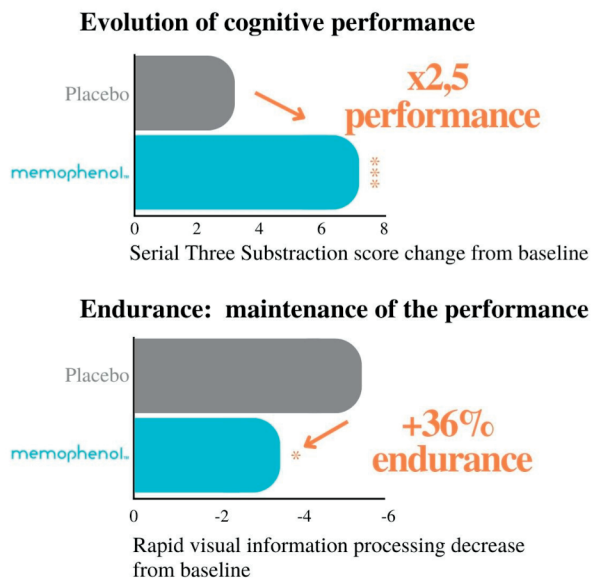 Evolution of cognitive performance
Placebo
x2,5
performance
memophenol™
***
0 2 4 6 8
Serial Three Substraction score change from baseline
Endurance: maintenance of the performance
Placebo
+36%
endurance
memophenol™
*
0 -2 -4 -6
Rapid visual information processing decrease
from baseline